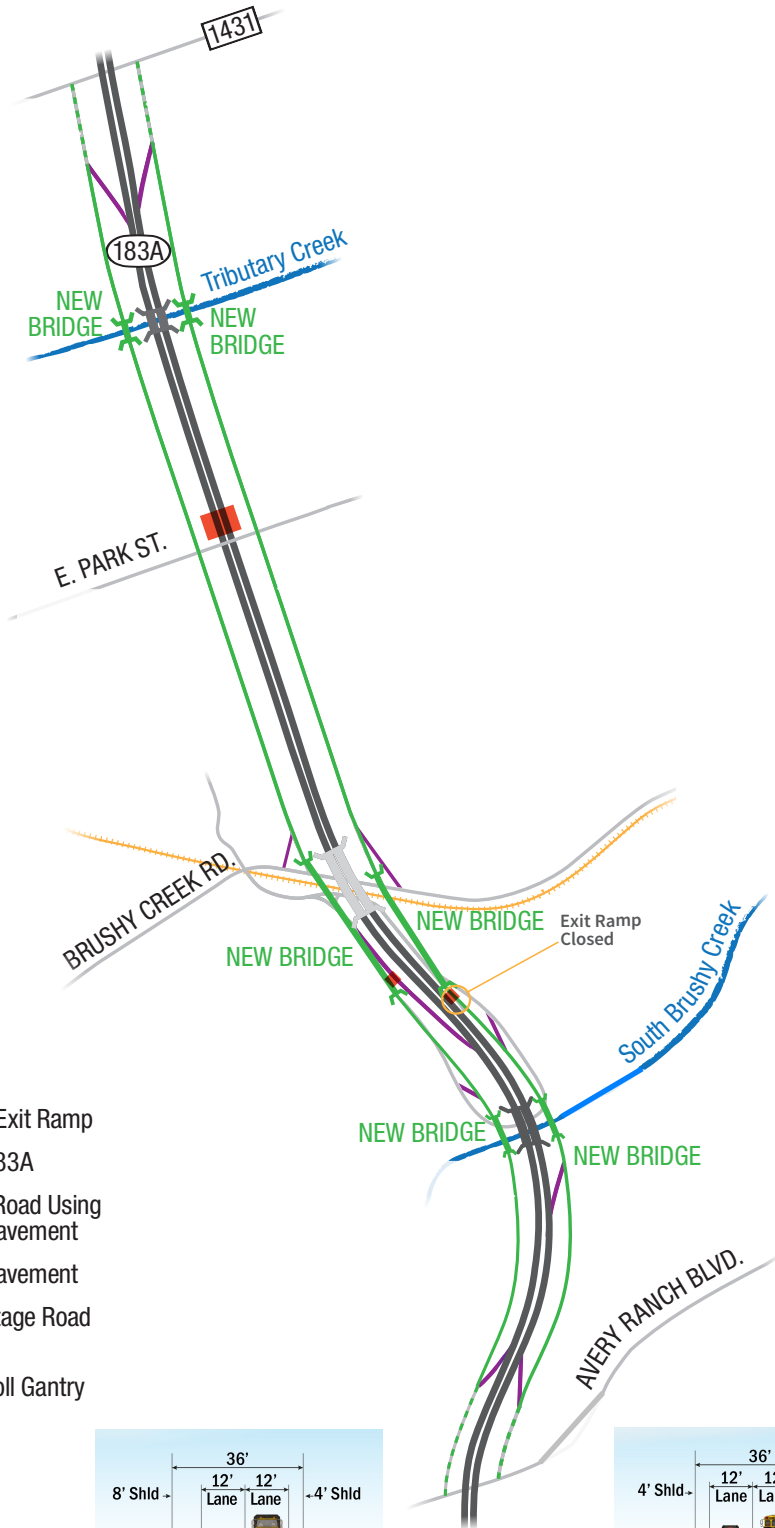 1431
183A
Tributary Creek
NEW
BRIDGE
NEW
BRIDGE
E. PARK ST.
BRUSHY CREEK RD.
NEW BRIDGE
Exit Ramp
Closed
NEW BRIDGE
South Brushy Creek
NEW BRIDGE
NEW BRIDGE
AVERY RANCH BLVD.
Exit Ramp
Road Using
avement
avement
oll Gantry
36'
12'
Lane
12'
Lane
8' Shld
4' Shld
36'
12'
Lane
4' Shld